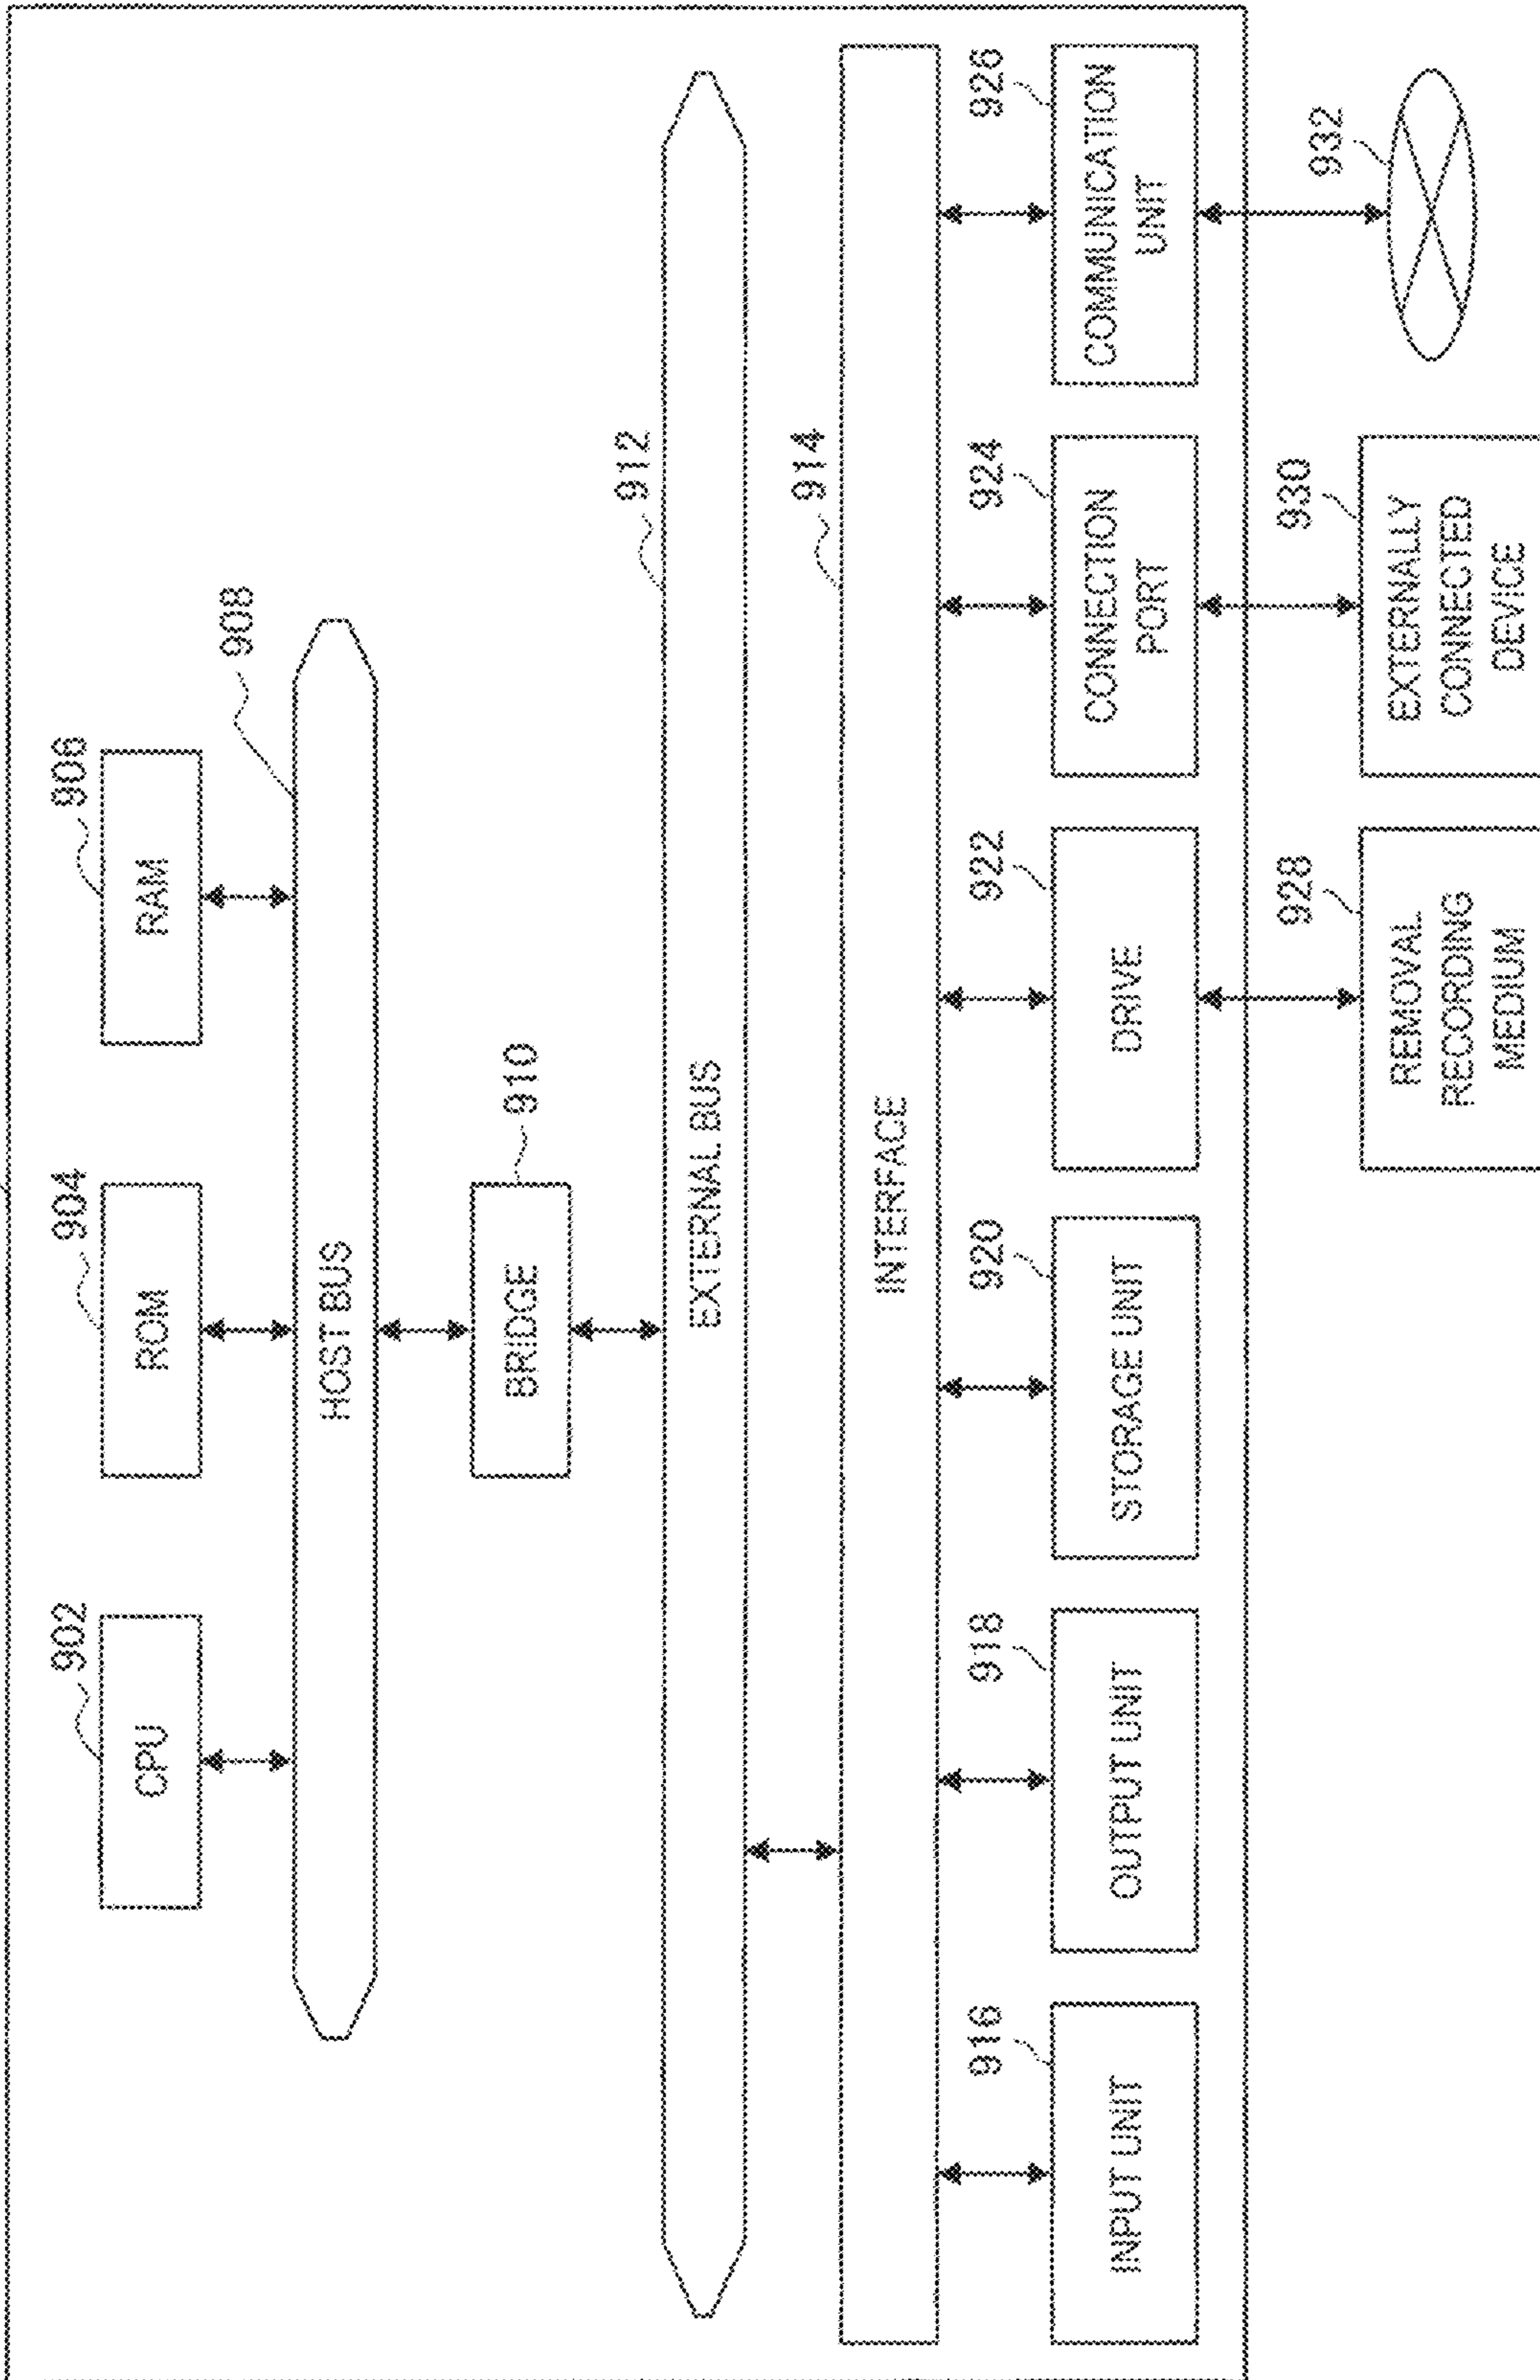 902
CPU
904
ROM
906
RAM
908
HOST BUS
910
BRIDGE
912
EXTERNAL BUS
914
INTERFACE
916
INPUT UNIT
918
OUTPUT UNIT
920
STORAGE UNIT
922
DRIVE
924
CONNECTION
PORT
926
COMMUNICATION
UNIT
928
REMOVAL
RECORDING
MEDIUM
930
EXTERNALLY
CONNECTED
DEVICE
932